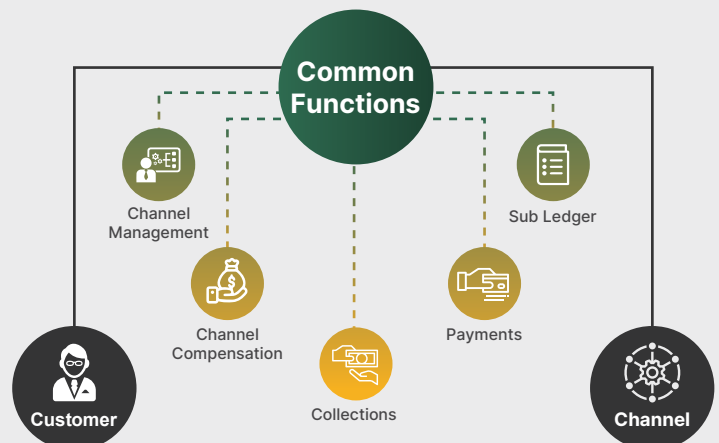 Common
Functions
Channel
Management
Sub Ledger
Channel
Compensation
Payments
Collections
Customer
Channel